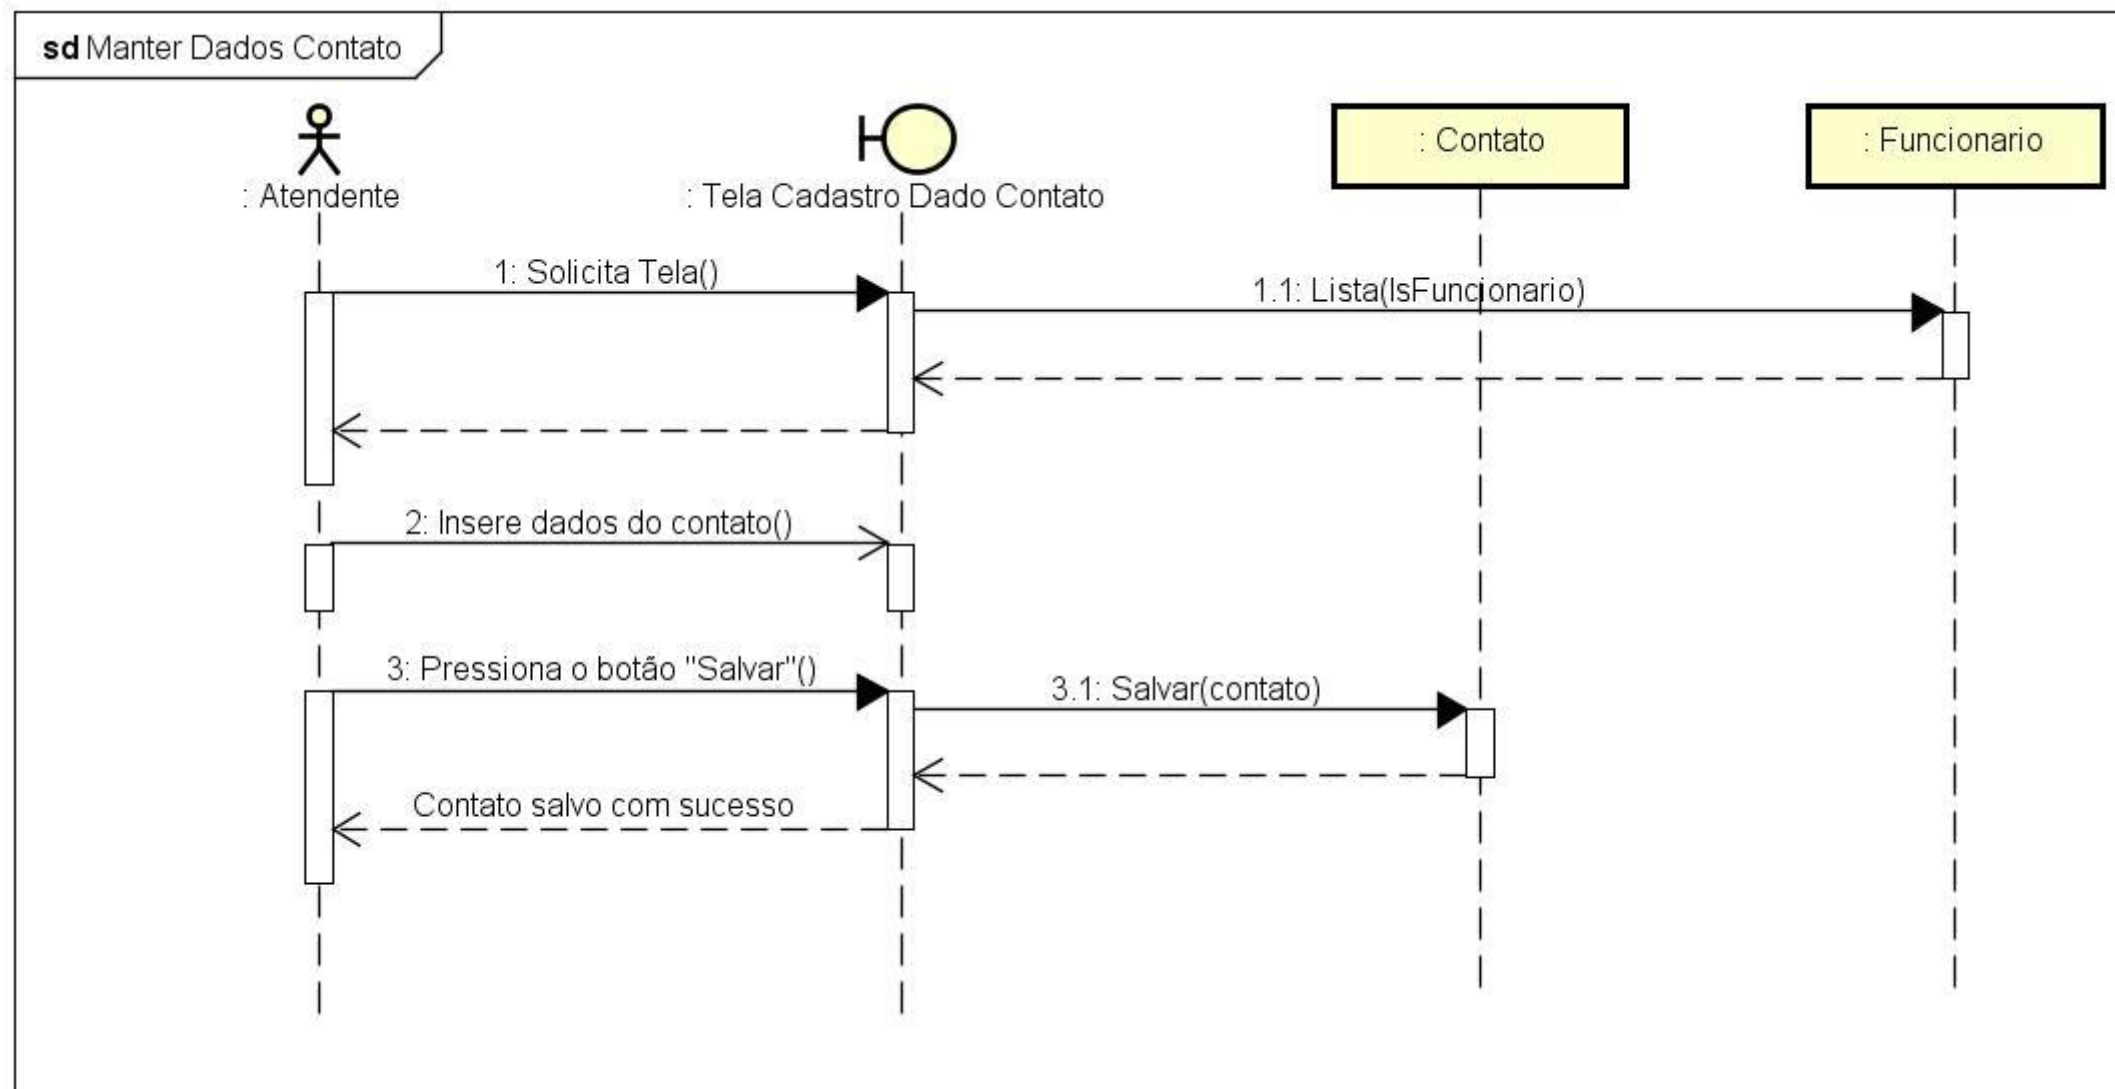 sd Manter Dados Contato
: Atendente
: Tela Cadastro Dado Contato
: Contato
: Funcionario
1: Solicita Tela()
1.1: Lista(IsFuncionario)
2: Insere dados do contato()
3: Pressiona o botão "Salvar"()
3.1: Salvar(contato)
Contato salvo com sucesso